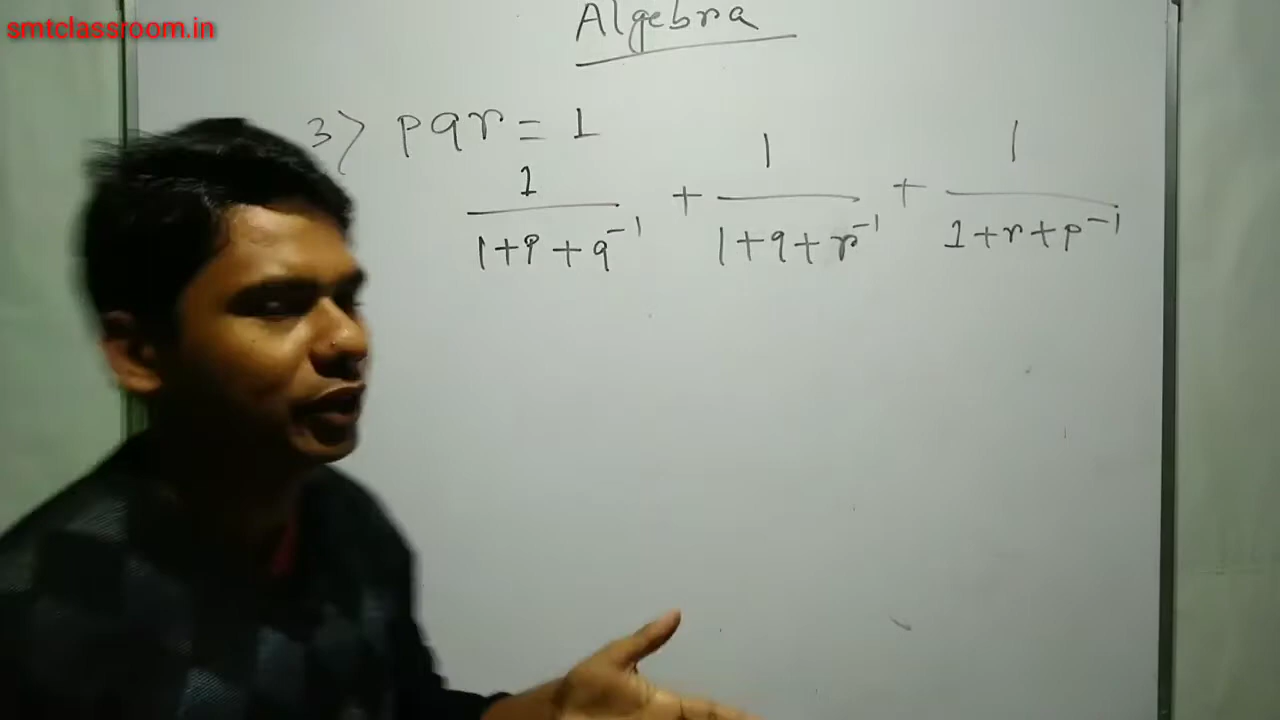 smtclassroom.in
Algebra
3> pqr = 1
1/(1+p+q⁻¹) + 1/(1+q+r⁻¹) + 1/(1+r+p⁻¹)